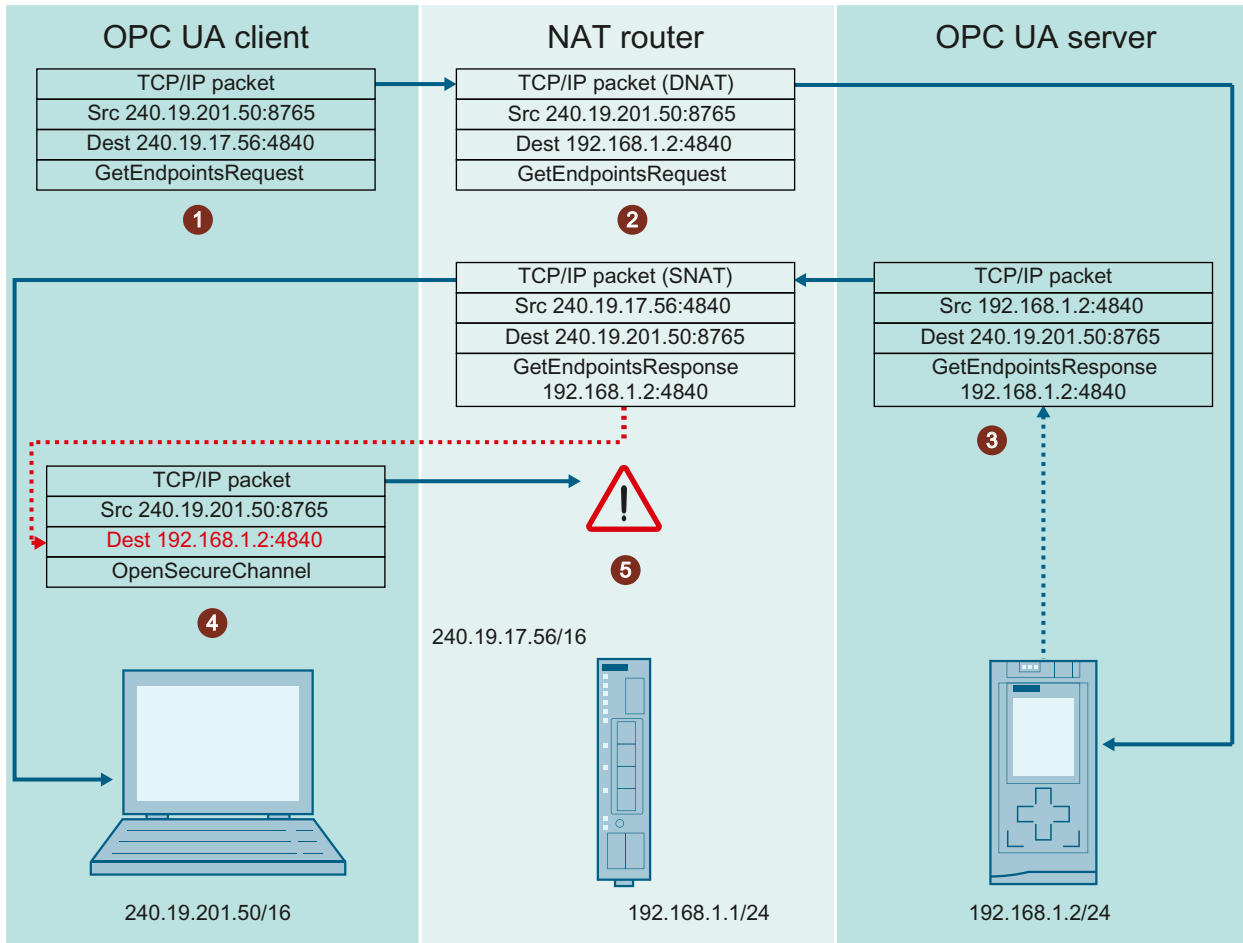 OPC UA client
NAT router
OPC UA server
TCP/IP packet
Src 240.19.201.50:8765
Dest 240.19.17.56:4840
GetEndpointsRequest
1
TCP/IP packet (DNAT)
Src 240.19.201.50:8765
Dest 192.168.1.2:4840
GetEndpointsRequest
2
TCP/IP packet (SNAT)
Src 240.19.17.56:4840
Dest 240.19.201.50:8765
GetEndpointsResponse
192.168.1.2:4840
TCP/IP packet
Src 192.168.1.2:4840
Dest 240.19.201.50:8765
GetEndpointsResponse
192.168.1.2:4840
3
TCP/IP packet
Src 240.19.201.50:8765
Dest 192.168.1.2:4840
OpenSecureChannel
4
!
5
240.19.17.56/16
240.19.201.50/16
192.168.1.1/24
192.168.1.2/24